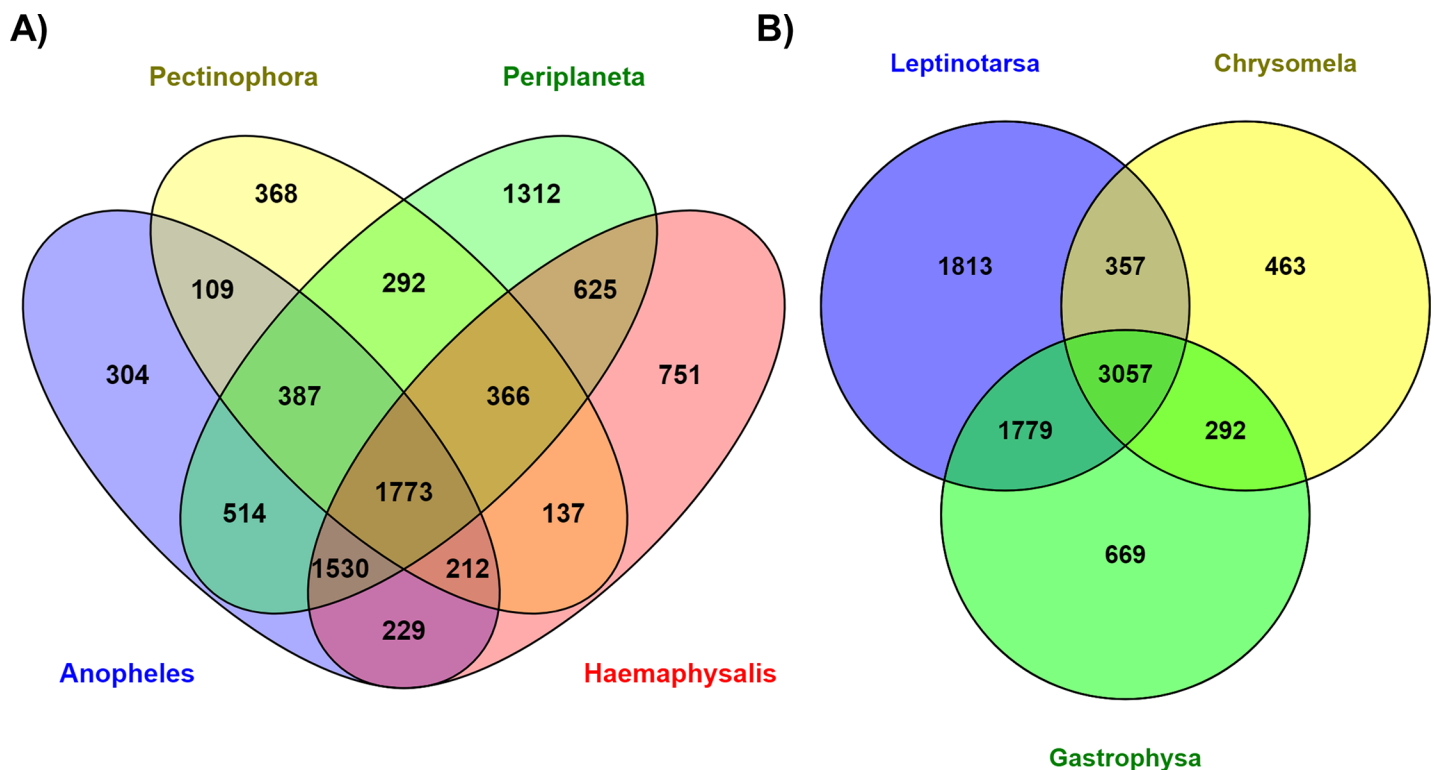 A)
B)
Leptinotarsa Chrysomela
Pectinophora Periplaneta
368 1312
109 292 625
1813 357 463
304 387 366 751
3057
1779 292
514 1773 137
1530 212
669
229
Anopheles Haemaphysalis
Gastrophysa